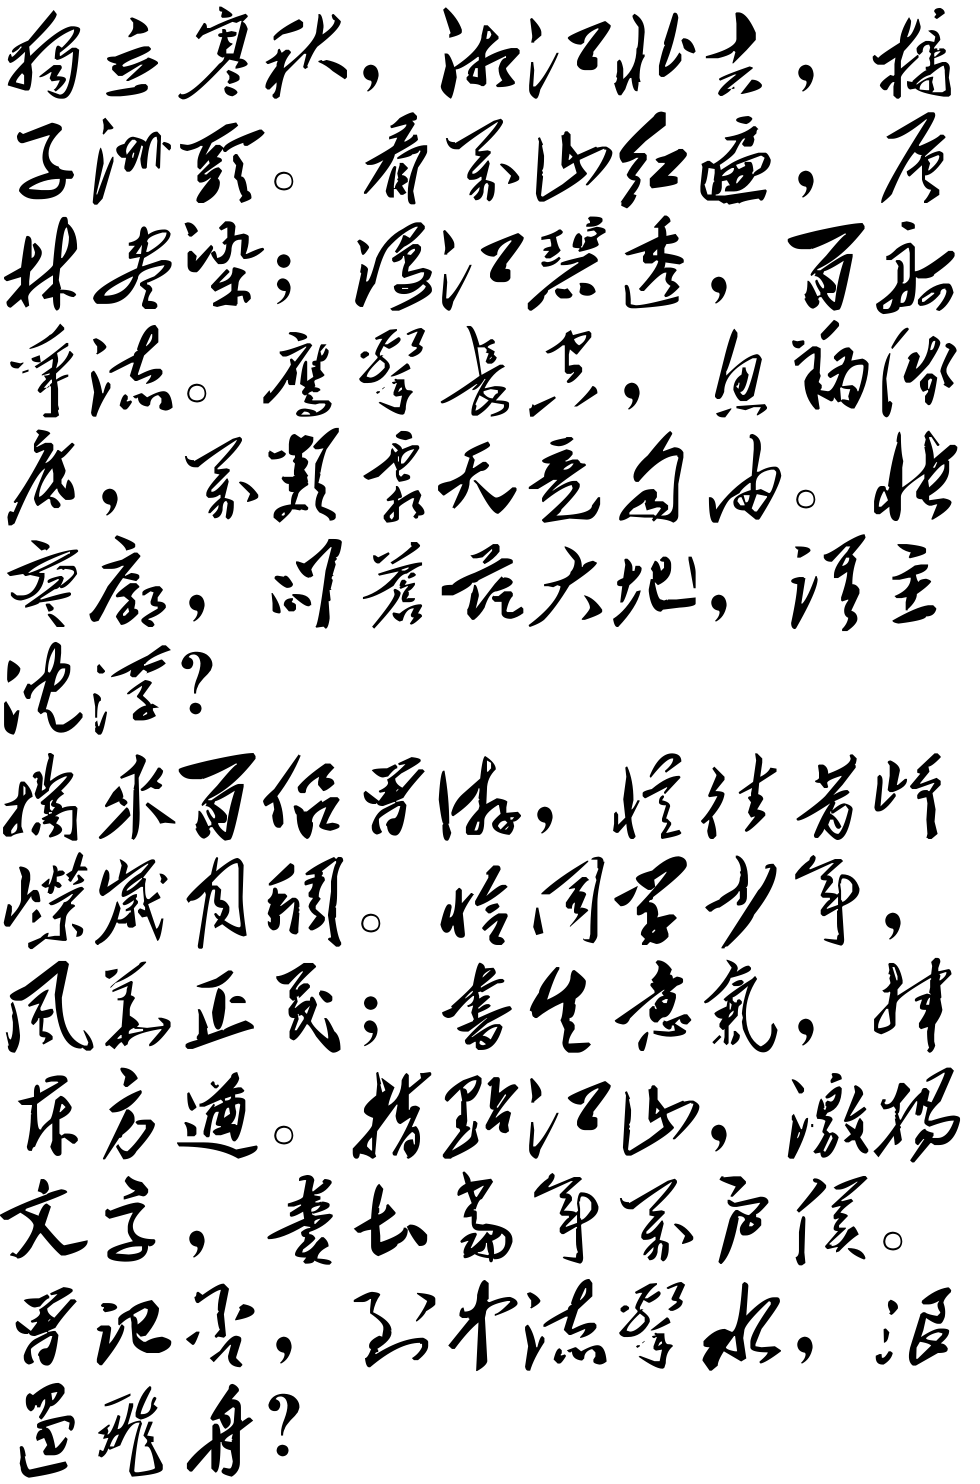 獨立寒秋,湘江北去,橘
子洲頭。看萬山紅遍,層
林盡染;漫江碧透,百舸
爭流。鷹擊長空,魚翔淺
底,萬類霜天競自由。悵
寥廓,問蒼茫大地,誰主
沈浮?
攜來百侶曾游,憶往昔崢
嶸歲月稠。恰同學少年,
風華正茂;書生意氣,揮
斥方遒。指點江山,激揚
文字,糞土當年萬戶侯。
曾記否,到中流擊水,浪
遏飛舟?